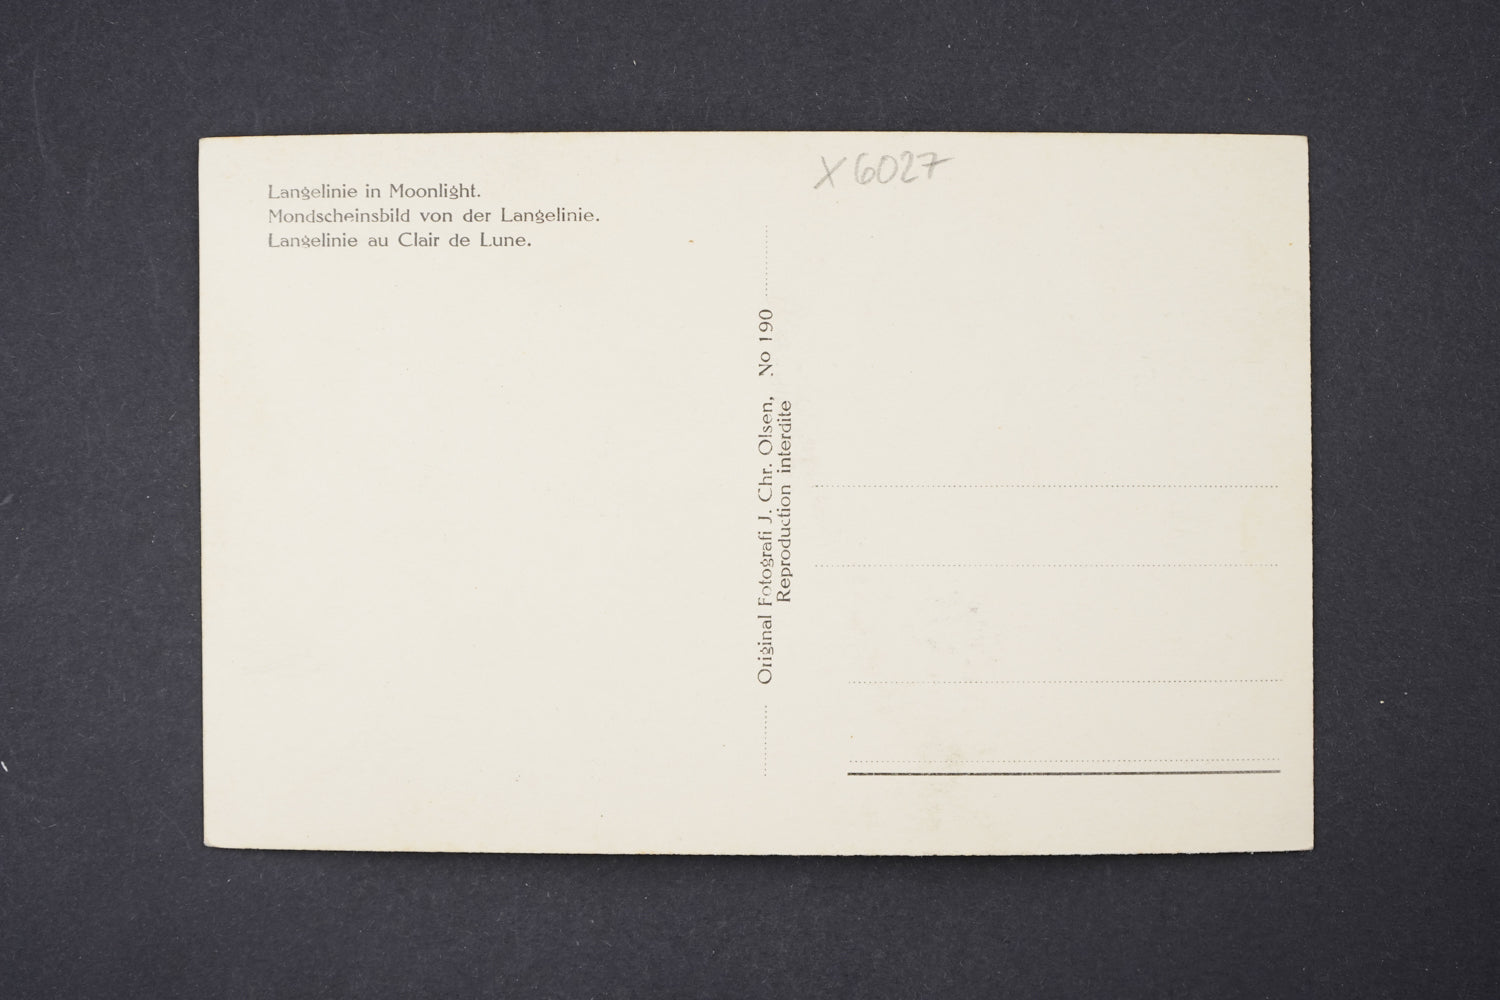 Langelinie in Moonlight.
Mondscheinsbild von der Langelinie.
Langelinie au Clair de Lune.
X 6027
Original Fotografi J. Chr. Olsen, No 190
Reproduction interdite